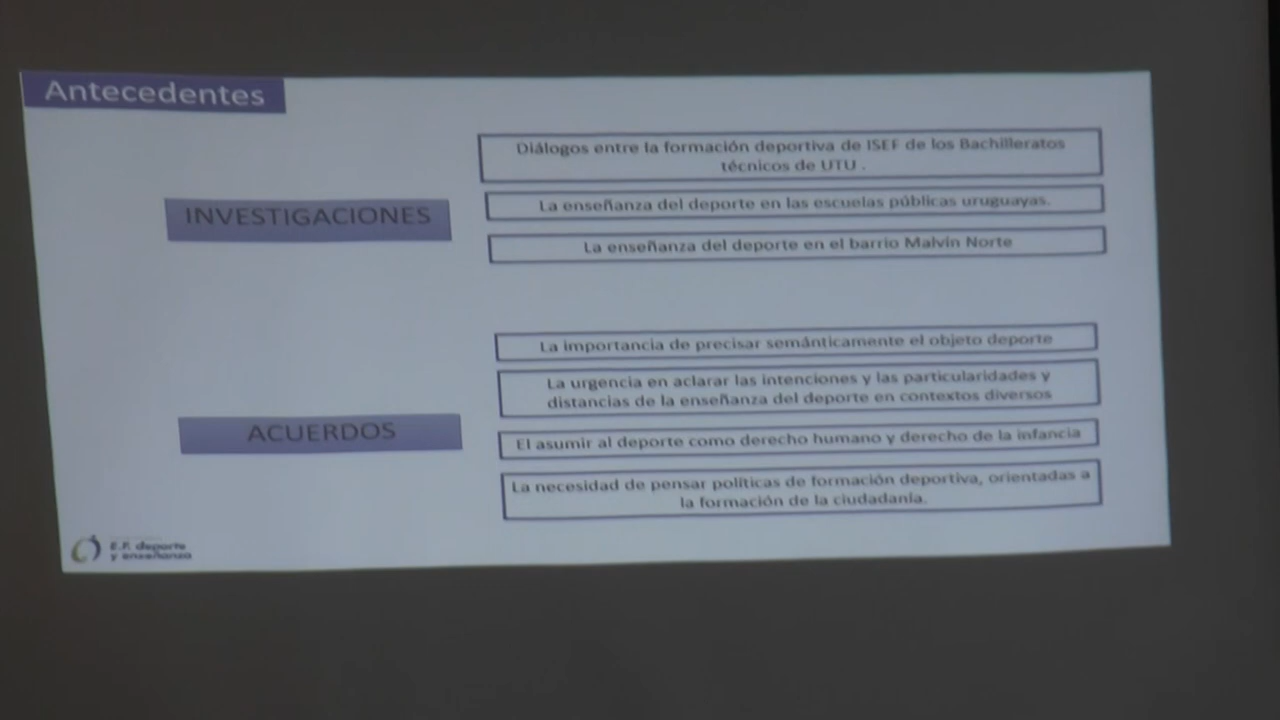 Antecedentes
INVESTIGACIONES
Diálogos entre la formación deportiva de ISEF de los Bachilleratos
técnicos de UTU .
La enseñanza del deporte en las escuelas públicas uruguayas.
La enseñanza del deporte en el barrio Malvin Norte
ACUERDOS
La importancia de precisar semánticamente el objeto deporte
La urgencia en aclarar las intenciones y las particularidades y
distancias de la enseñanza del deporte en contextos diversos
El asumir al deporte como derecho humano y derecho de la infancia
La necesidad de pensar políticas de formación deportiva, orientadas a
la formación de la ciudadanía.
E.F. deporte
y enseñanza